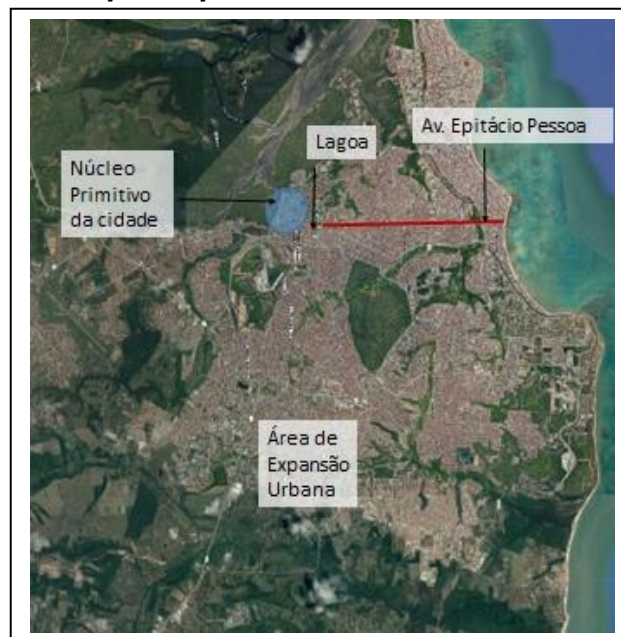 Av. Epitácio Pessoa
Lagoa
Núcleo
Primitivo
da cidade
Área de
Expansão
Urbana